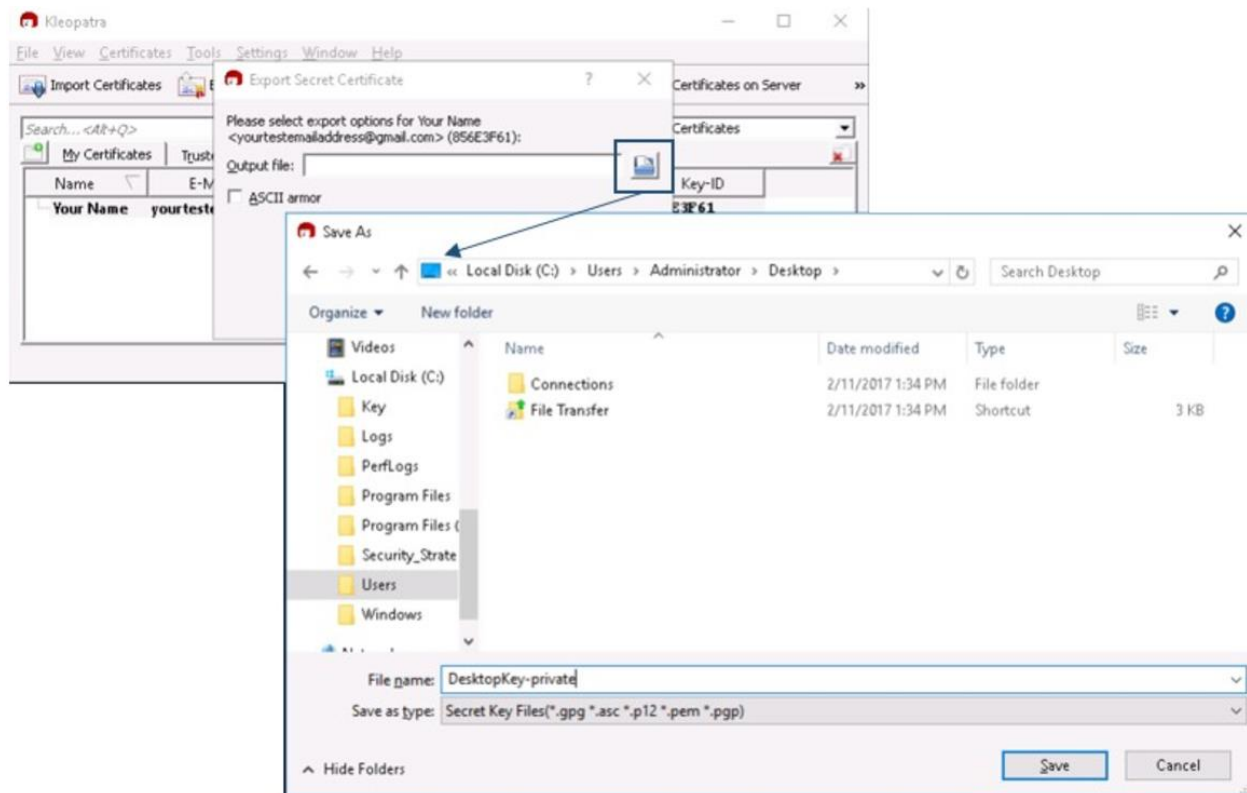 Kleopatra
File View Certificates Tools Settings Window Help
Import Certificates
Certificates on Server »
Export Secret Certificate ?
Please select export options for Your Name
<yourtestemailaddress@gmail.com> (856E3F61):
Output file:
ASCII armor
Search... <Alt+Q>
Certificates
My Certificates
Name E-M Key-ID
Your Name yourteste E3F61
Save As
« Local Disk (C:) › Users › Administrator › Desktop › Search Desktop
Organize New folder
Videos
Local Disk (C:)
Key
Logs
PerfLogs
Program Files
Program Files (
Security_Strate
Users
Windows
Name Date modified Type Size
Connections 2/11/2017 1:34 PM File folder
File Transfer 2/11/2017 1:34 PM Shortcut 3 KB
File name: DesktopKey-private
Save as type: Secret Key Files(*.gpg *.asc *.p12 *.pem *.pgp)
Hide Folders Save Cancel